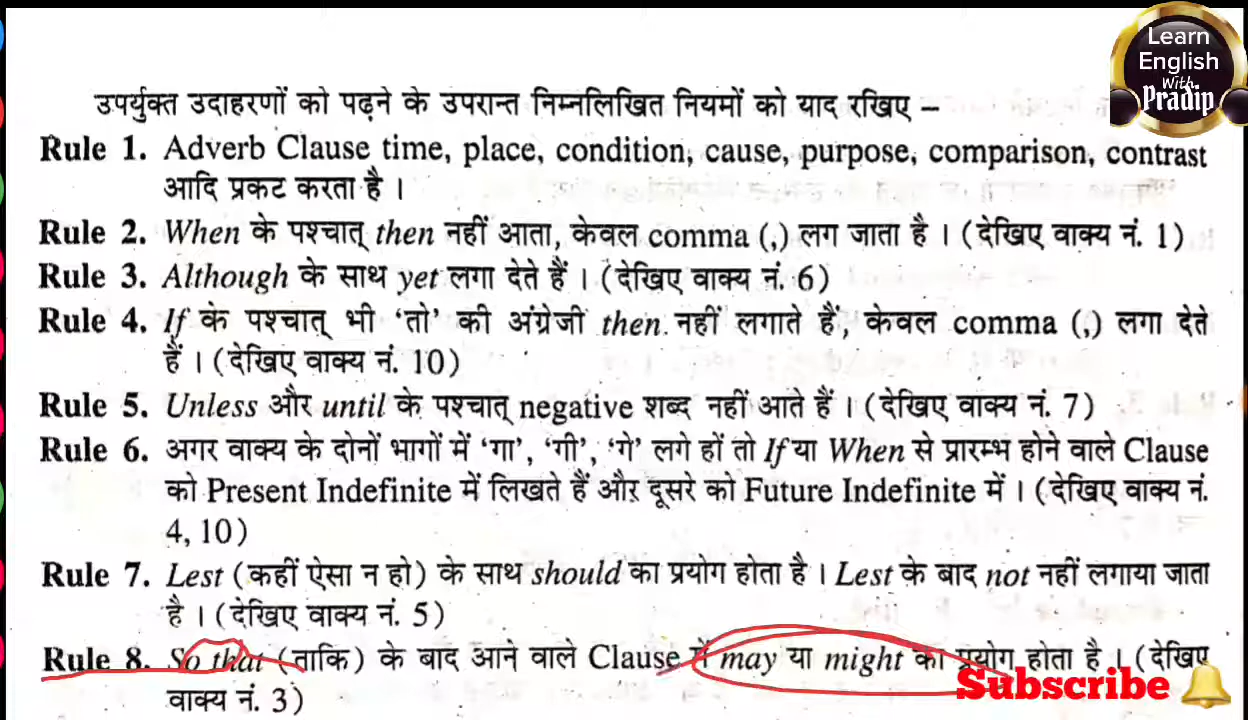 Learn
English
With
Pradip
उपर्युक्त उदाहरणों को पढ़ने के उपरान्त निम्नलिखित नियमों को याद रखिए –
Rule 1. Adverb Clause time, place, condition, cause, purpose, comparison, contrast
आदि प्रकट करता है ।
Rule 2. When के पश्चात् then नहीं आता, केवल comma (,) लग जाता है । (देखिए वाक्य नं. 1)
Rule 3. Although के साथ yet लगा देते हैं । (देखिए वाक्य नं. 6)
Rule 4. If के पश्चात् भी ‘तो’ की अंग्रेजी then नहीं लगाते हैं, केवल comma (,) लगा देते
हैं । (देखिए वाक्य नं. 10)
Rule 5. Unless और until के पश्चात् negative शब्द नहीं आते हैं । (देखिए वाक्य नं. 7)
Rule 6. अगर वाक्य के दोनों भागों में ‘गा’, ‘गी’, ‘गे’ लगे हों तो If या When से प्रारम्भ होने वाले Clause
को Present Indefinite में लिखते हैं और दूसरे को Future Indefinite में । (देखिए वाक्य नं.
4, 10)
Rule 7. Lest (कहीं ऐसा न हो) के साथ should का प्रयोग होता है । Lest के बाद not नहीं लगाया जाता
है । (देखिए वाक्य नं. 5)
Rule 8. So that (ताकि) के बाद आने वाले Clause में may या might का प्रयोग होता है । (देखिए
वाक्य नं. 3)
Subscribe